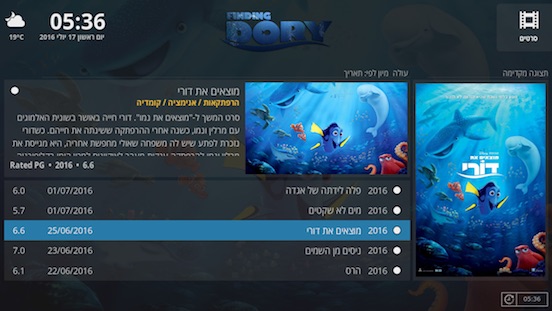 05:36
יום ראשון 17 יולי 2016
19°C
FINDING
DORY
סרטים
עולה מיון לפי: תאריך
תצוגה מקדימה
מוצאים את דורי
הרפתקאות / אנימציה / קומדיה
סרט המשך ל-"מוצאים את נמו". דורי חייה באושר בשונית האלמוגים
עם מרלין ונמו, כשנה אחרי ההרפתקה ששינתה את חייהם. כשדורי
נזכרת לפתע שיש לה משפחה שאולי מחפשת אחריה, היא מגייסת את
Rated PG • 2016 • 6.6
מוצאים את
דורי
2016 פלה לידתה של אגדה 01/07/2016 6.0
2016 מים לא שקטים 01/07/2016 5.7
2016 מוצאים את דורי 25/06/2016 6.6
2016 ניסים מן השמים 23/06/2016 7.0
2016 הרס 22/06/2016 6.1
05:36